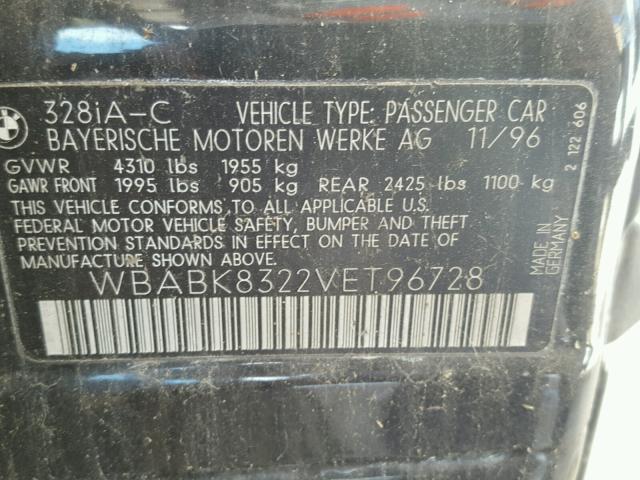 328iA-C VEHICLE TYPE: PASSENGER CAR
BAYERISCHE MOTOREN WERKE AG 11/96
GVWR 4310 lbs 1955 kg
GAWR FRONT 1995 lbs 905 kg REAR 2425 lbs 1100 kg
THIS VEHICLE CONFORMS TO ALL APPLICABLE U.S.
FEDERAL MOTOR VEHICLE SAFETY, BUMPER AND THEFT
PREVENTION STANDARDS IN EFFECT ON THE DATE OF
MANUFACTURE SHOWN ABOVE.
WBABK8322VET96728
MADE IN
GERMANY
2 122 606